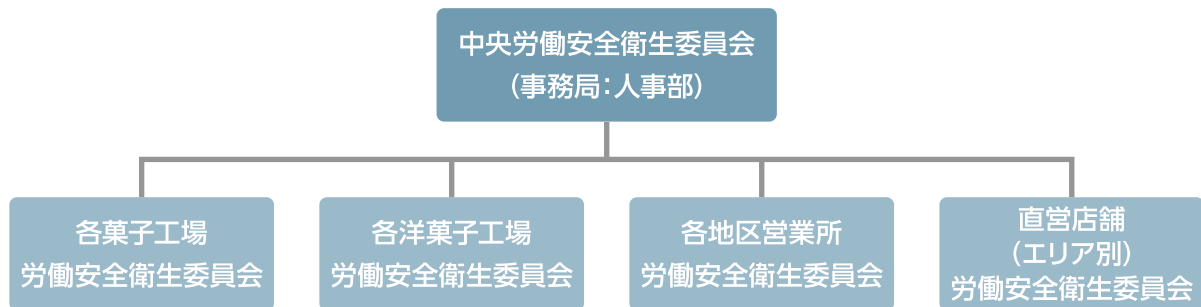 中央労働安全衛生委員会
（事務局：人事部）
各菓子工場
労働安全衛生委員会
各洋菓子工場
労働安全衛生委員会
各地区営業所
労働安全衛生委員会
直営店舗
（エリア別）
労働安全衛生委員会